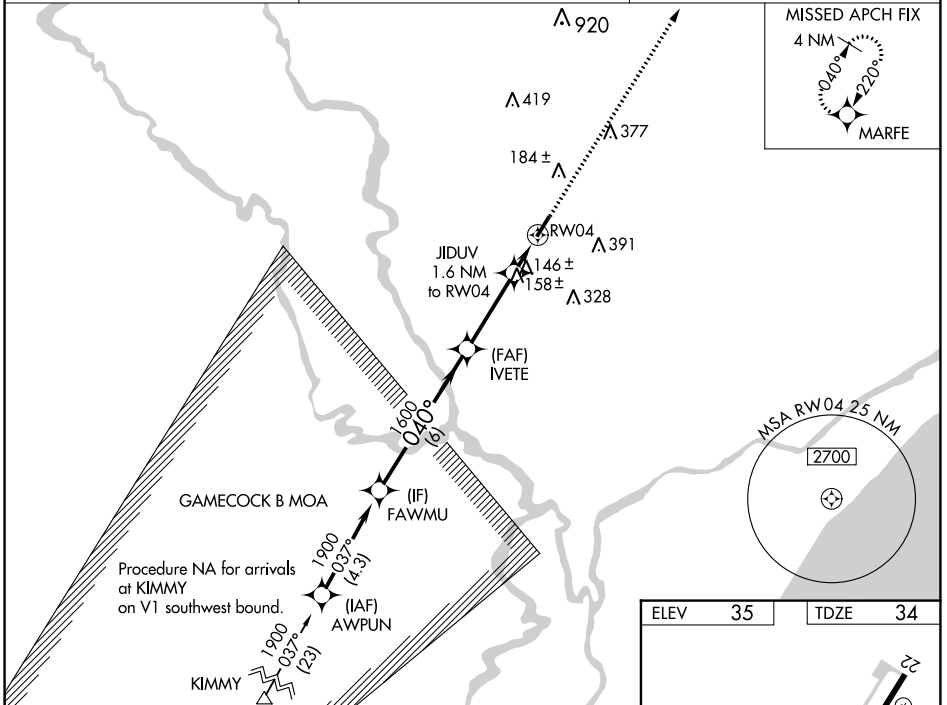 MISSED APCH FIX
4 NM
040°
220°
MARFE
920
419
377
184 ±
RW04
391
JIDUV
1.6 NM
to RW04
146 ±
158 ±
328
(FAF)
IVETE
1600
040°
(6)
MSA RW04 25 NM
2700
GAMECOCK B MOA
(IF)
FAWMU
1900
037°
(4.3)
Procedure NA for arrivals
at KIMMY
on V1 southwest bound.
(IAF)
AWPUN
1900
037°
(23)
KIMMY
ELEV 35
TDZE 34
22